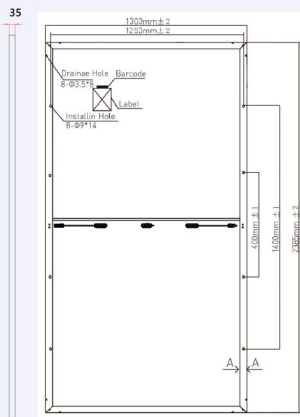 35
1303mm±2
1263mm±2
Drainae Hole
8-Φ3.5*8
Barcode
Label
Installin Hole
8-Φ9*14
400mm ±1
1400mm ±1
2385mm ±2
A A